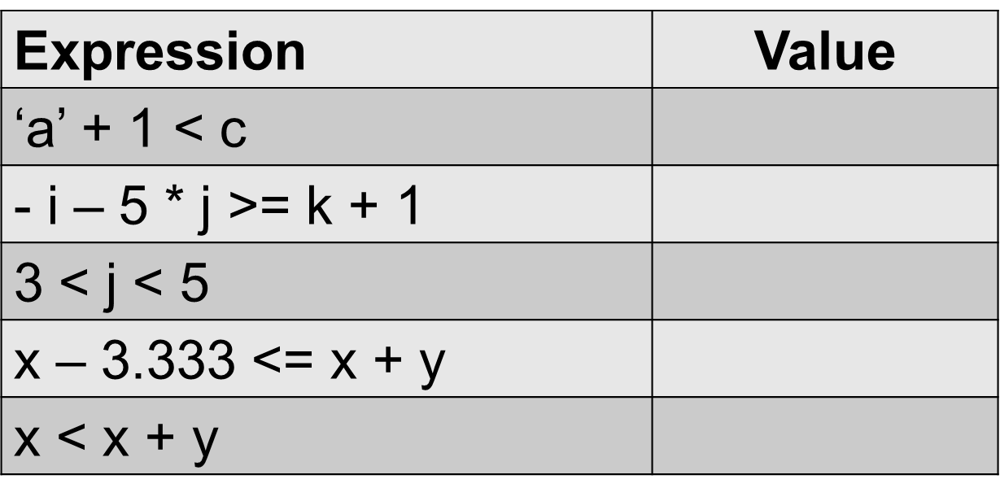 Expression Value
‘a’ + 1 < c
- i – 5 * j >= k + 1
3 < j < 5
x – 3.333 <= x + y
x < x + y